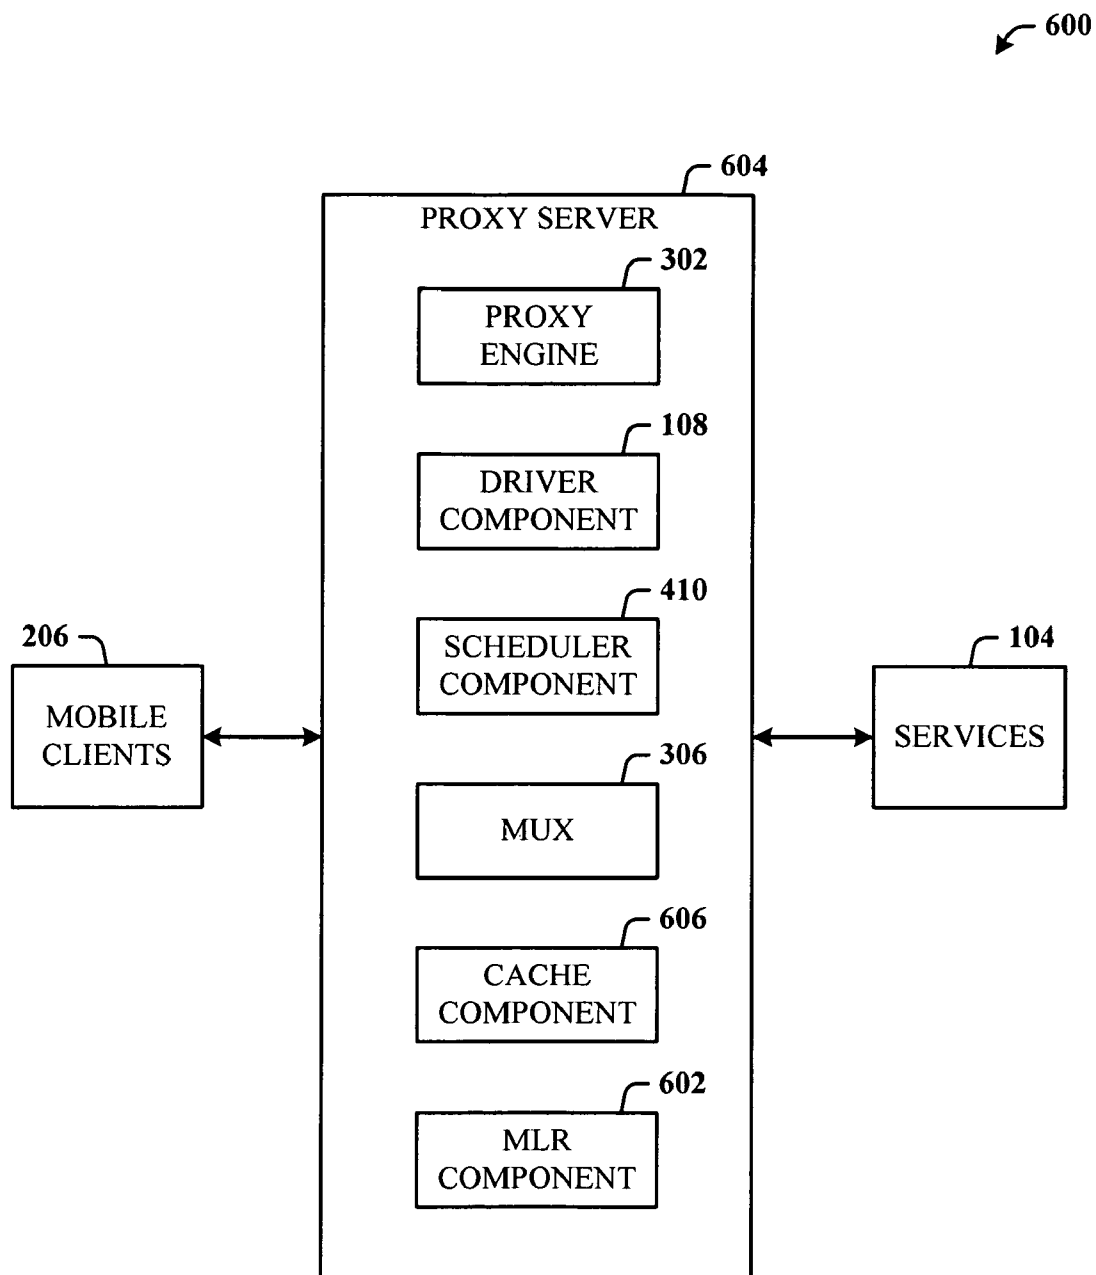 600
604
PROXY SERVER
302
PROXY
ENGINE
108
DRIVER
COMPONENT
410
SCHEDULER
COMPONENT
206
MOBILE
CLIENTS
104
SERVICES
306
MUX
606
CACHE
COMPONENT
602
MLR
COMPONENT